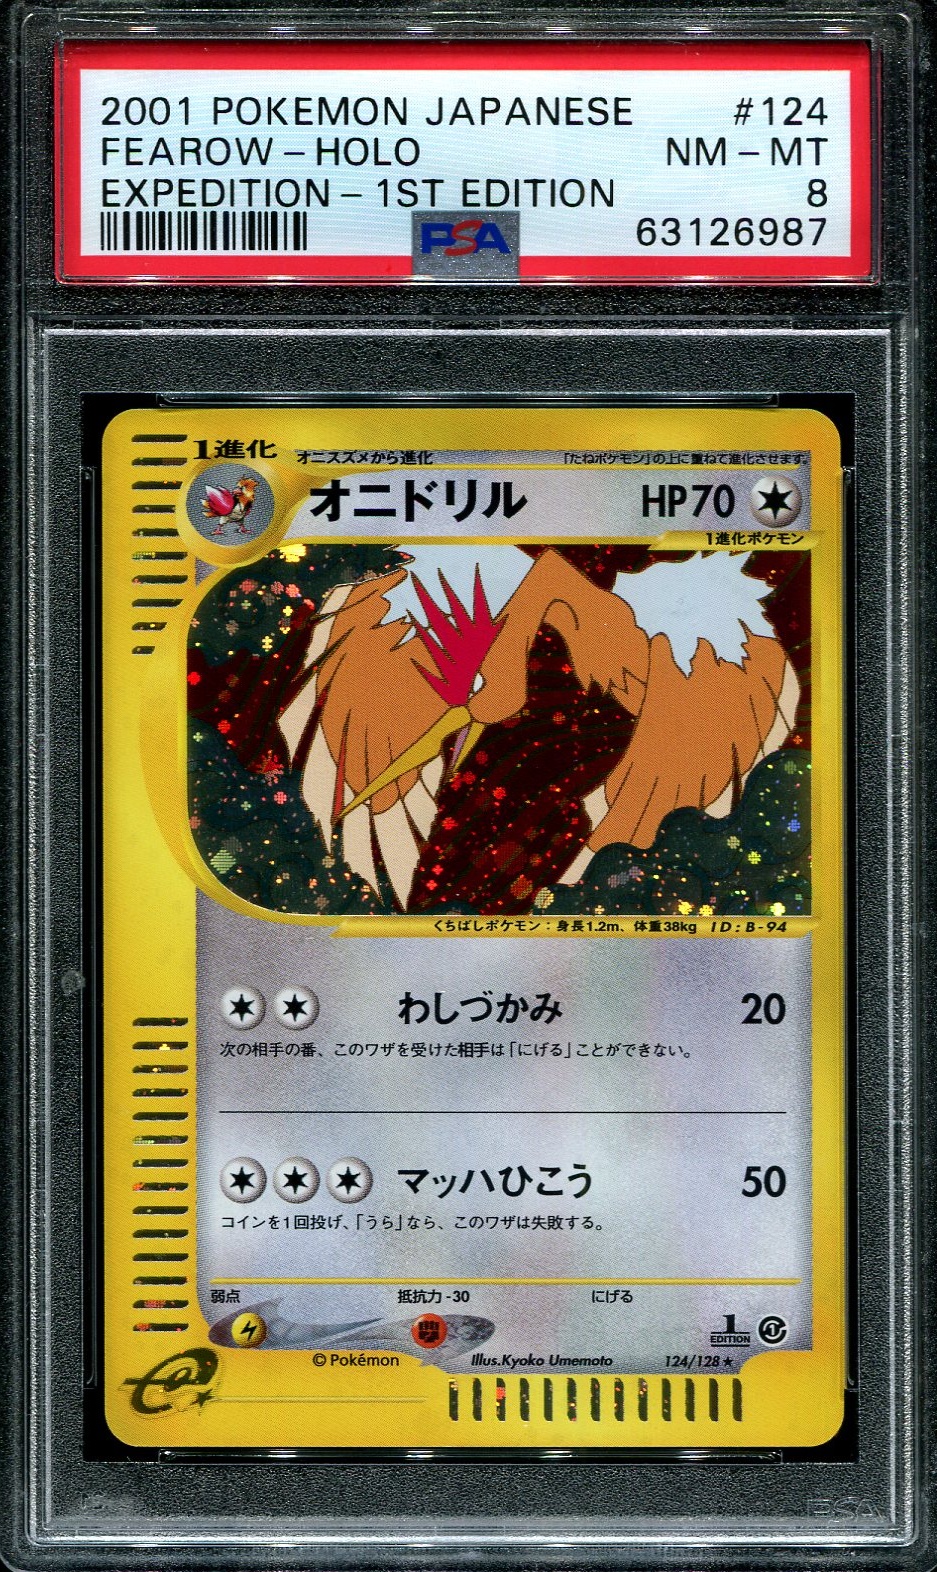 2001 POKEMON JAPANESE #124
FEAROW – HOLO NM – MT
EXPEDITION – 1ST EDITION 8
PSA 63126987
1進化
オニスズメから進化 「たねポケモン」の上に重ねて進化させます。
オニドリル HP70
1進化ポケモン
くちばしポケモン：身長1.2m、体重38kg ID:B-94
わしづかみ 20
次の相手の番、このワザを受けた相手は「にげる」ことができない。
マッハひこう 50
コインを1回投げ、「うら」なら、このワザは失敗する。
弱点 抵抗力-30 にげる
1 EDITION
© Pokémon Illus.Kyoko Umemoto 124/128★
e
PSA